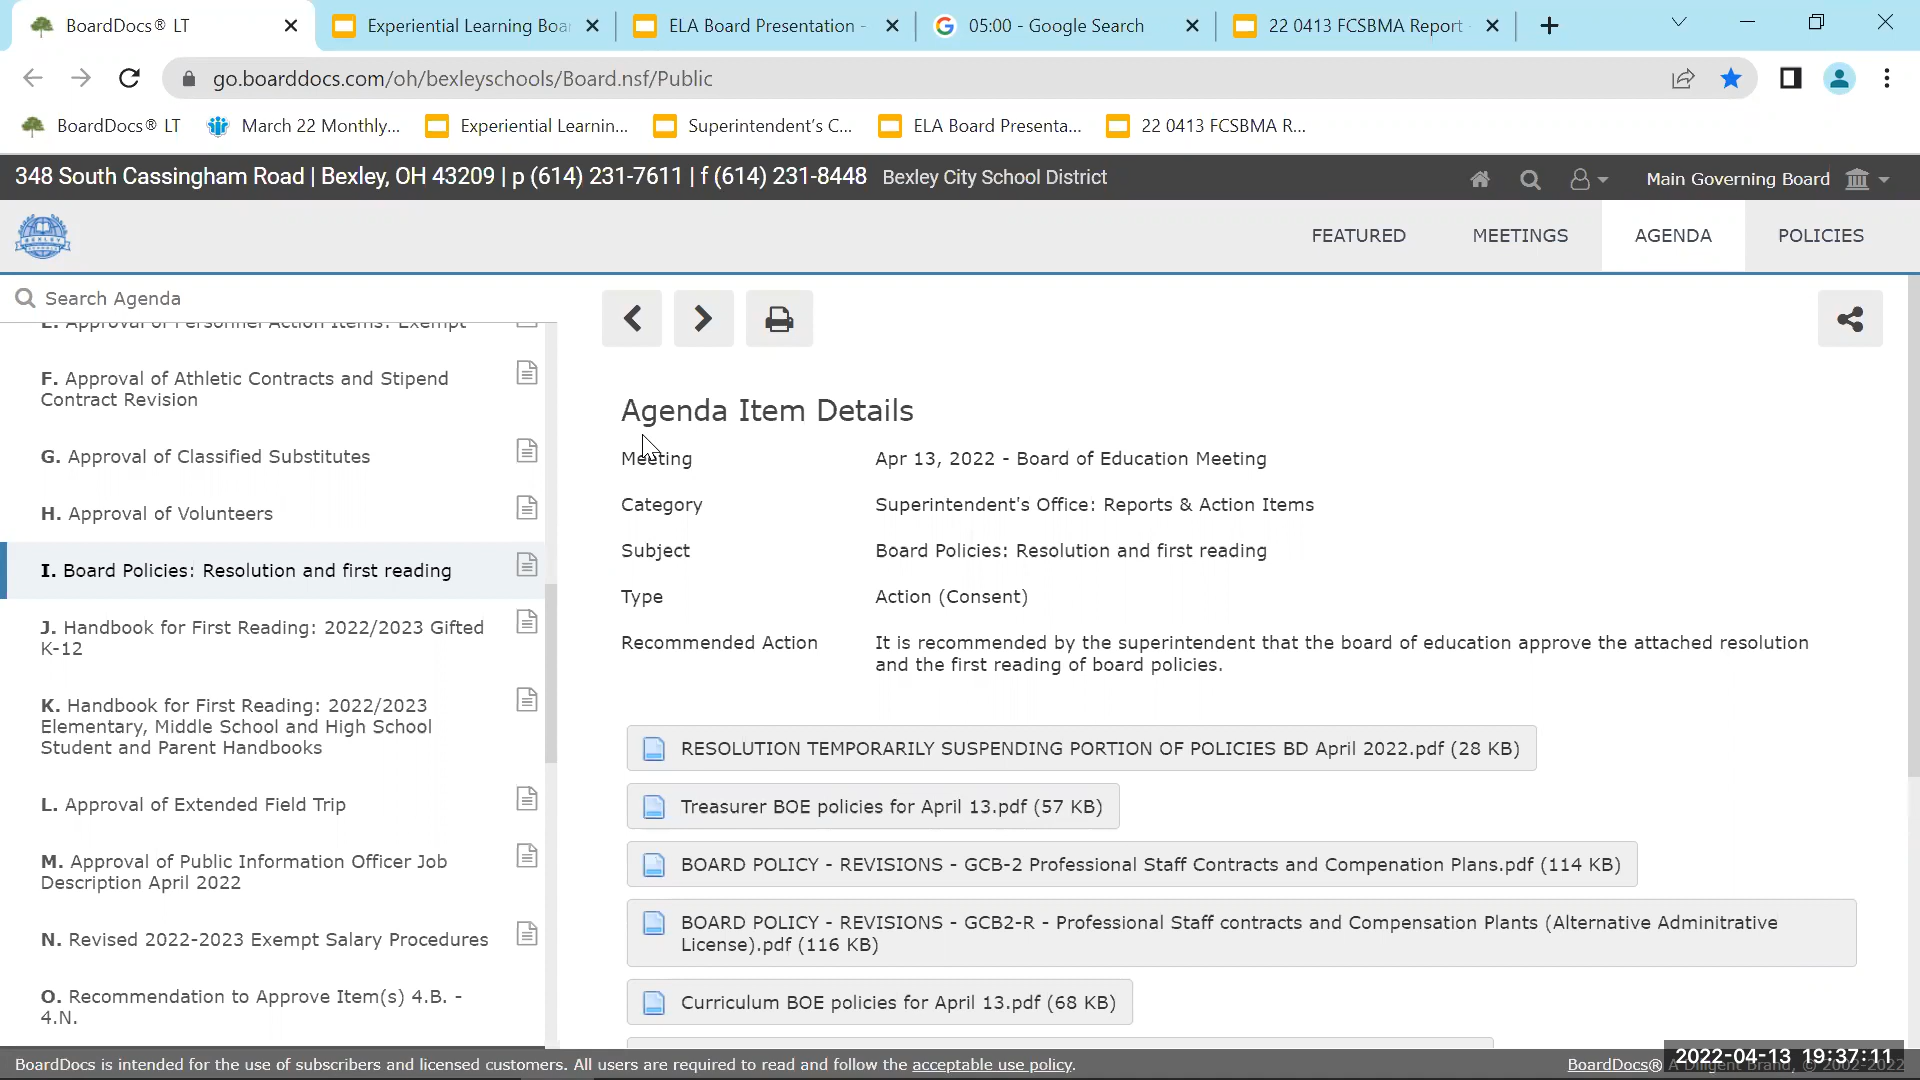 BoardDocs® LT
Experiential Learning Boar
ELA Board Presentation -
05:00 - Google Search
22 0413 FCSBMA Report -
go.boarddocs.com/oh/bexleyschools/Board.nsf/Public
BoardDocs® LT
March 22 Monthly...
Experiential Learnin...
Superintendent's C...
ELA Board Presenta...
22 0413 FCSBMA R...
348 South Cassingham Road | Bexley, OH 43209 | p (614) 231-7611 | f (614) 231-8448 Bexley City School District
Main Governing Board
BEXLEY
SCHOOLS
FEATURED
MEETINGS
AGENDA
POLICIES
Search Agenda
E. Approval of Personnel Action Items: Exempt
F. Approval of Athletic Contracts and Stipend
Contract Revision
G. Approval of Classified Substitutes
H. Approval of Volunteers
I. Board Policies: Resolution and first reading
J. Handbook for First Reading: 2022/2023 Gifted
K-12
K. Handbook for First Reading: 2022/2023
Elementary, Middle School and High School
Student and Parent Handbooks
L. Approval of Extended Field Trip
M. Approval of Public Information Officer Job
Description April 2022
N. Revised 2022-2023 Exempt Salary Procedures
O. Recommendation to Approve Item(s) 4.B. -
4.N.
Agenda Item Details
Meeting Apr 13, 2022 - Board of Education Meeting
Category Superintendent's Office: Reports & Action Items
Subject Board Policies: Resolution and first reading
Type Action (Consent)
Recommended Action It is recommended by the superintendent that the board of education approve the attached resolution
and the first reading of board policies.
RESOLUTION TEMPORARILY SUSPENDING PORTION OF POLICIES BD April 2022.pdf (28 KB)
Treasurer BOE policies for April 13.pdf (57 KB)
BOARD POLICY - REVISIONS - GCB-2 Professional Staff Contracts and Compenation Plans.pdf (114 KB)
BOARD POLICY - REVISIONS - GCB2-R - Professional Staff contracts and Compensation Plants (Alternative Adminitrative
License).pdf (116 KB)
Curriculum BOE policies for April 13.pdf (68 KB)
BoardDocs is intended for the use of subscribers and licensed customers. All users are required to read and follow the acceptable use policy.
BoardDocs® A Diligent Brand, © 2002-2022
2022-04-13 19:37:11